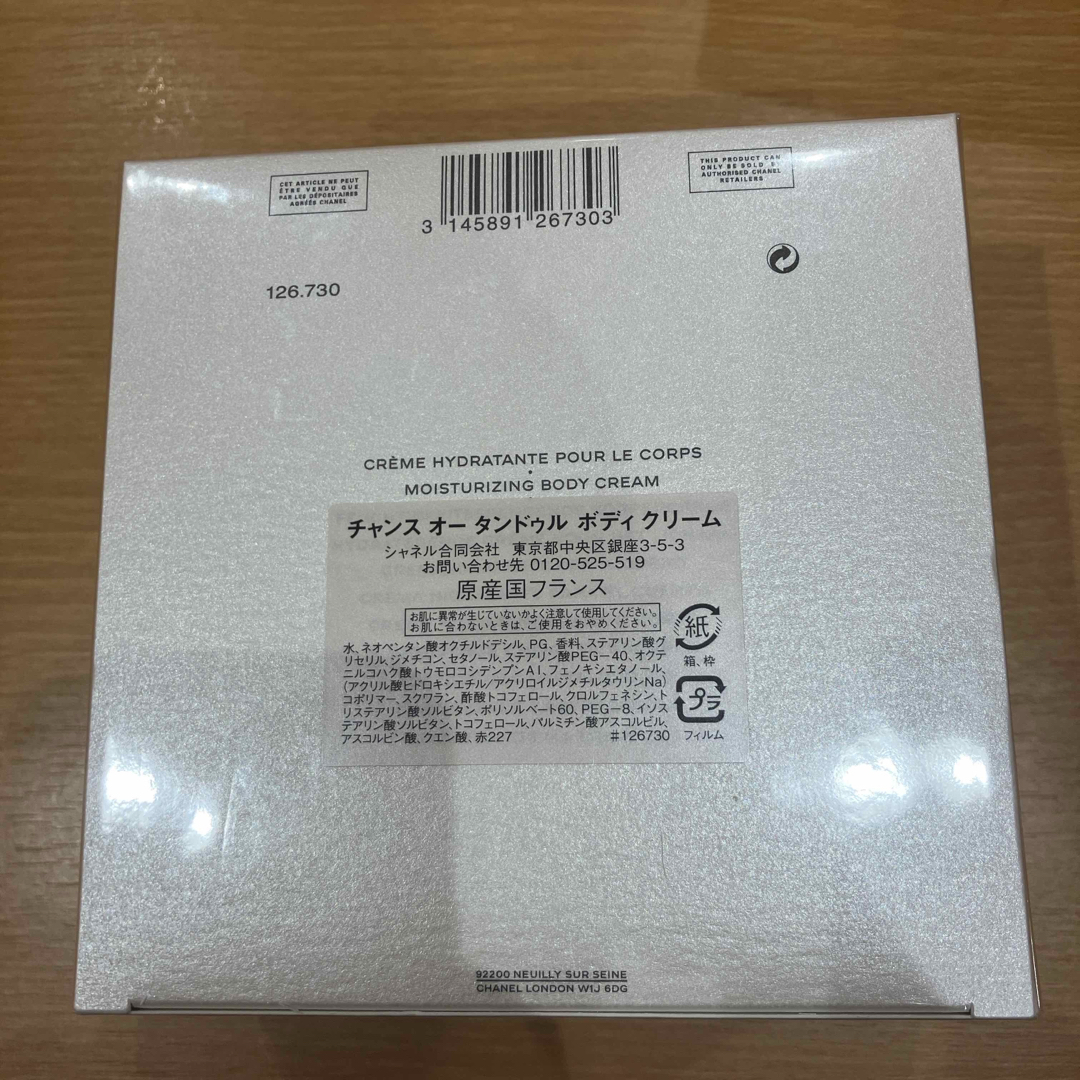 CET ARTICLE NE PEUT
ÊTRE VENDU QUE
PAR LES DÉPOSITAIRES
AGRÉÉS CHANEL
3 145891 267303
THIS PRODUCT CAN
ONLY BE SOLD BY
AUTHORISED CHANEL
RETAILERS
126.730
CRÈME HYDRATANTE POUR LE CORPS
MOISTURIZING BODY CREAM
チャンス オー タンドゥル ボディ クリーム
シャネル合同会社 東京都中央区銀座3-5-3
お問い合わせ先 0120-525-519
原産国フランス
お肌に異常が生じていないかよく注意して使用してください。
お肌に合わないときは、ご使用をおやめください。
水、ネオペンタン酸オクチルドデシル、PG、香料、ステアリン酸グ
リセリル、ジメチコン、セタノール、ステアリン酸PEG-40、オクテ
ニルコハク酸トウモロコシデンプンAl、フェノキシエタノール、
(アクリル酸ヒドロキシエチル/アクリロイルジメチルタウリンNa)
コポリマー、スクワラン、酢酸トコフェロール、クロルフェネシン、ト
リステアリン酸ソルビタン、ポリソルベート60、PEG-8、イソス
テアリン酸ソルビタン、トコフェロール、パルミチン酸アスコルビル、
アスコルビン酸、クエン酸、赤227 #126730
紙
箱、枠
プラ
フィルム
92200 NEUILLY SUR SEINE
CHANEL LONDON W1J 6DG